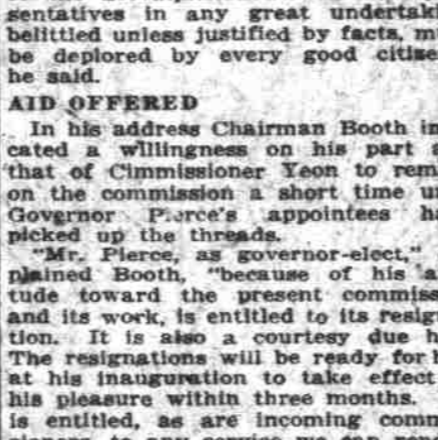 sentatives in any great undertaki
belittled unless justified by facts, m
be deplored by every good citize
he said.
AID OFFERED
In his address Chairman Booth in
cated a willingness on his part a
that of Cimmissioner Yeon to rem
on the commission a short time un
Governor Pierce's appointees ha
picked up the threads.
"Mr. Pierce, as governor-elect,"
plained Booth, "because of his a
tude toward the present commiss
and its work, is entitled to its resig
tion. It is also a courtesy due h
The resignations will be ready for h
at his inauguration to take effect
his pleasure within three months.
is entitled, as are incoming comm